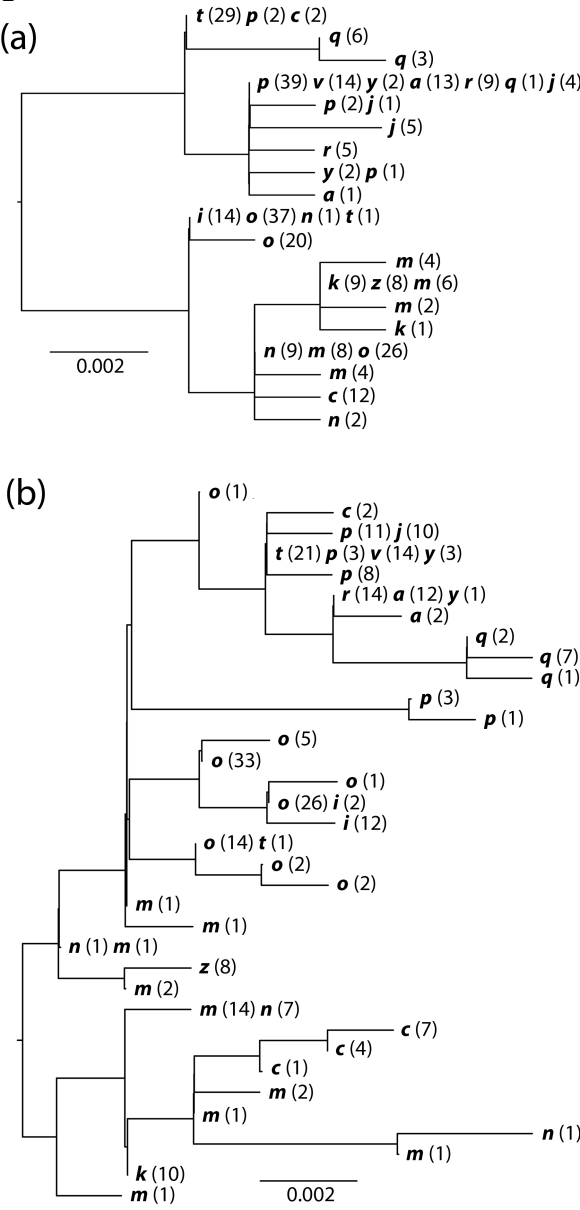 (a)
t (29) p (2) c (2)
q (6)
q (3)
p (39) v (14) y (2) a (13) r (9) q (1) j (4)
p (2) j (1)
j (5)
r (5)
y (2) p (1)
a (1)
i (14) o (37) n (1) t (1)
o (20)
m (4)
k (9) z (8) m (6)
m (2)
k (1)
n (9) m (8) o (26)
m (4)
c (12)
n (2)
0.002
(b)
o (1)
c (2)
p (11) j (10)
t (21) p (3) v (14) y (3)
p (8)
r (14) a (12) y (1)
a (2)
q (2)
q (7)
q (1)
p (3)
p (1)
o (5)
o (33)
o (1)
o (26) i (2)
i (12)
o (14) t (1)
o (2)
o (2)
m (1)
m (1)
n (1) m (1)
z (8)
m (2)
m (14) n (7)
c (7)
c (4)
c (1)
m (2)
m (1)
n (1)
m (1)
k (10)
m (1)
0.002